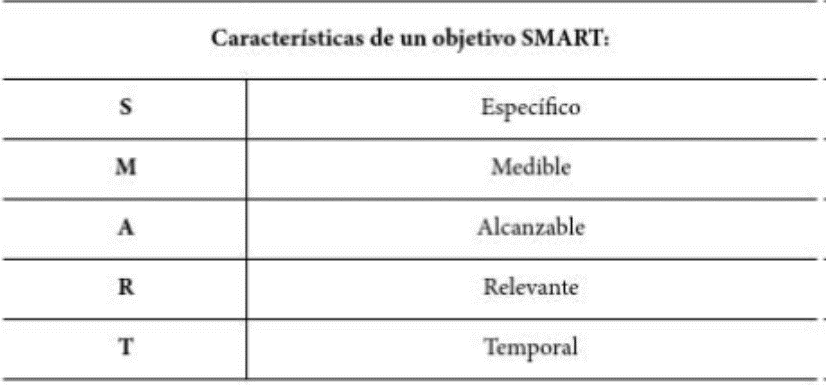 Características de un objetivo SMART:
S Específico
M Medible
A Alcanzable
R Relevante
T Temporal